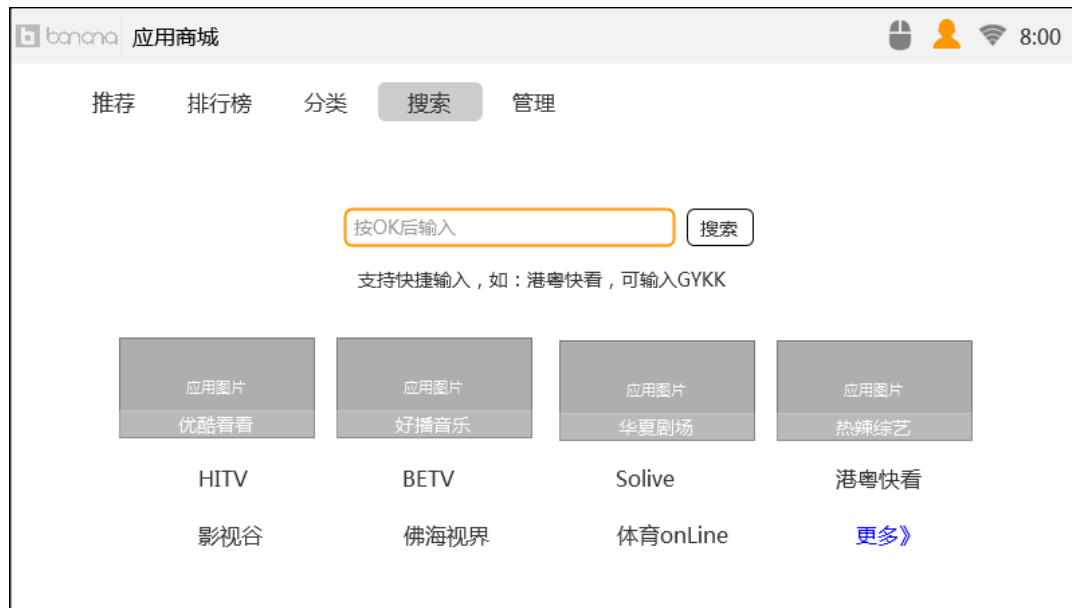 banana 应用商城 8:00
推荐 排行榜 分类 搜索 管理
按OK后输入 搜索
支持快捷输入，如：港粤快看，可输入GYKK
应用图片 应用图片 应用图片 应用图片
优酷看看 好播音乐 华夏剧场 热辣综艺
HITV BETV Solive 港粤快看
影视谷 佛海视界 体育onLine 更多》